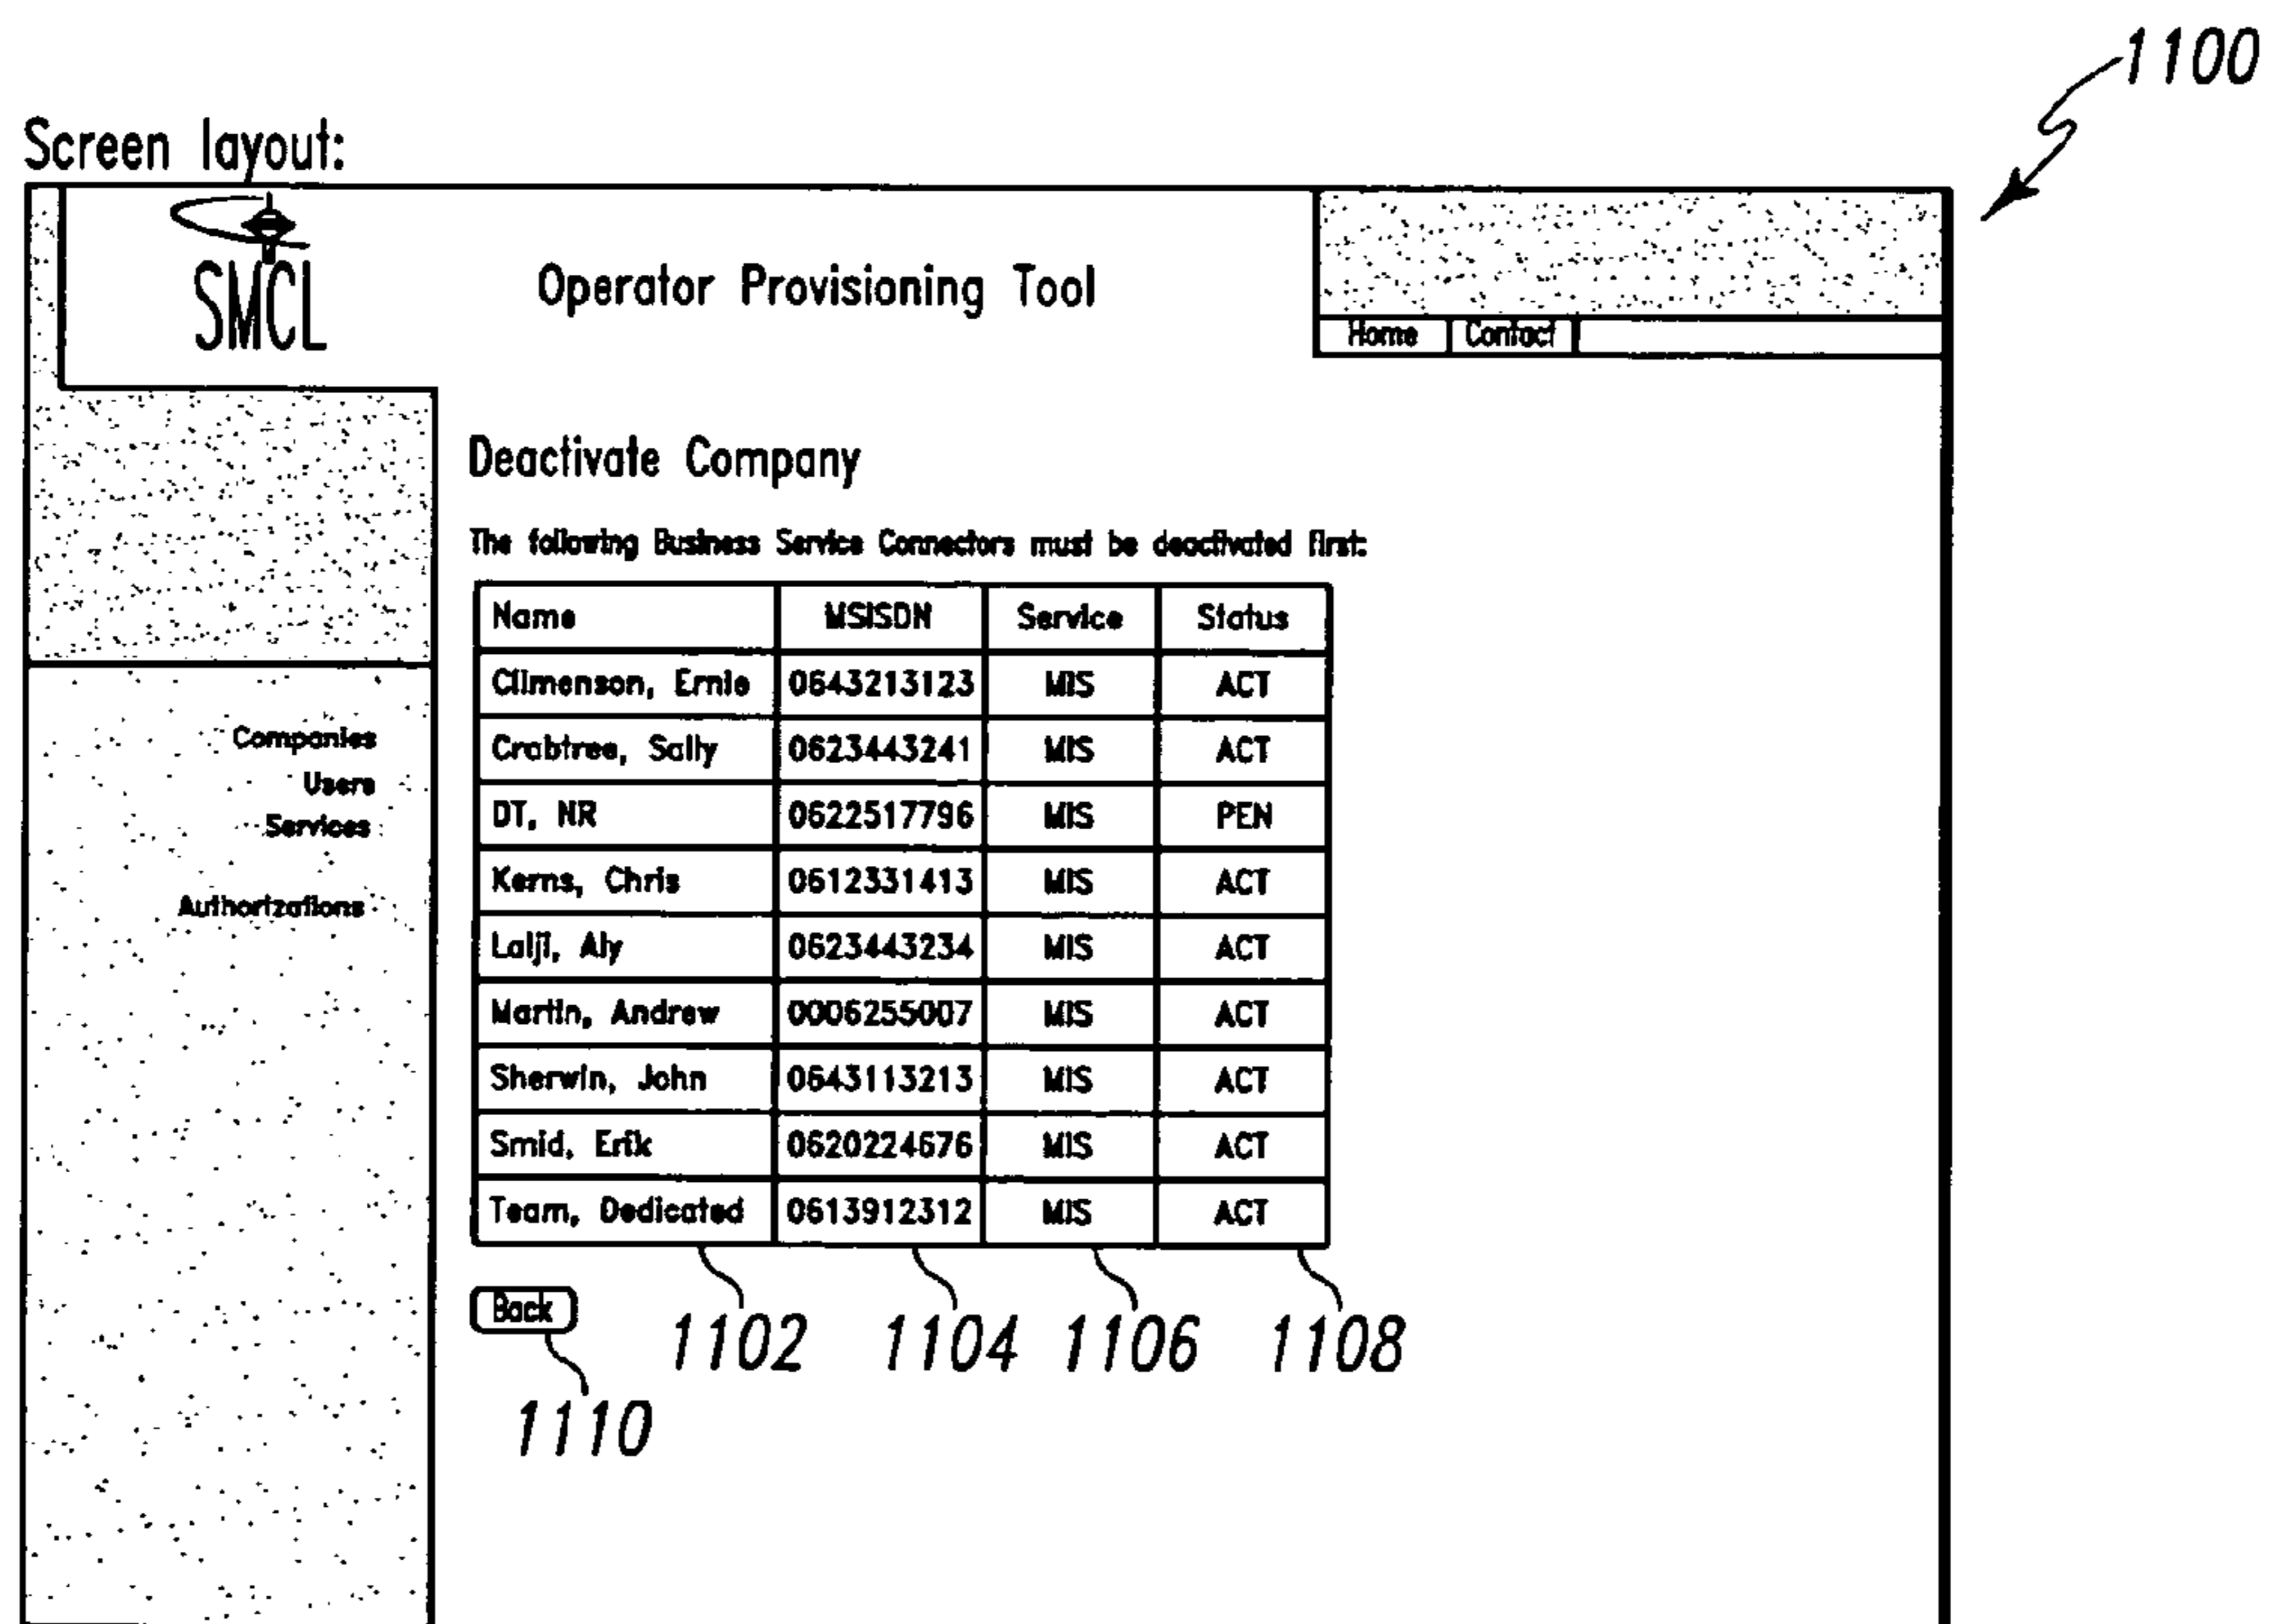 1100
Screen layout:
SMCL
Operator Provisioning Tool
Home Contact
Deactivate Company
The following Business Service Connectors must be deactivated first:
Companies
Users
Services
Authorizations
Name MSISDN Service Status
Climenson, Ernie 0643213123 MIS ACT
Crabtree, Sally 0623443241 MIS ACT
DT, NR 0622517796 MIS PEN
Kerns, Chris 0612331413 MIS ACT
Lalji, Aly 0623443234 MIS ACT
Martin, Andrew 0006255007 MIS ACT
Sherwin, John 0643113213 MIS ACT
Smid, Erik 0620224676 MIS ACT
Team, Dedicated 0613912312 MIS ACT
Back
1102 1104 1106 1108
1110